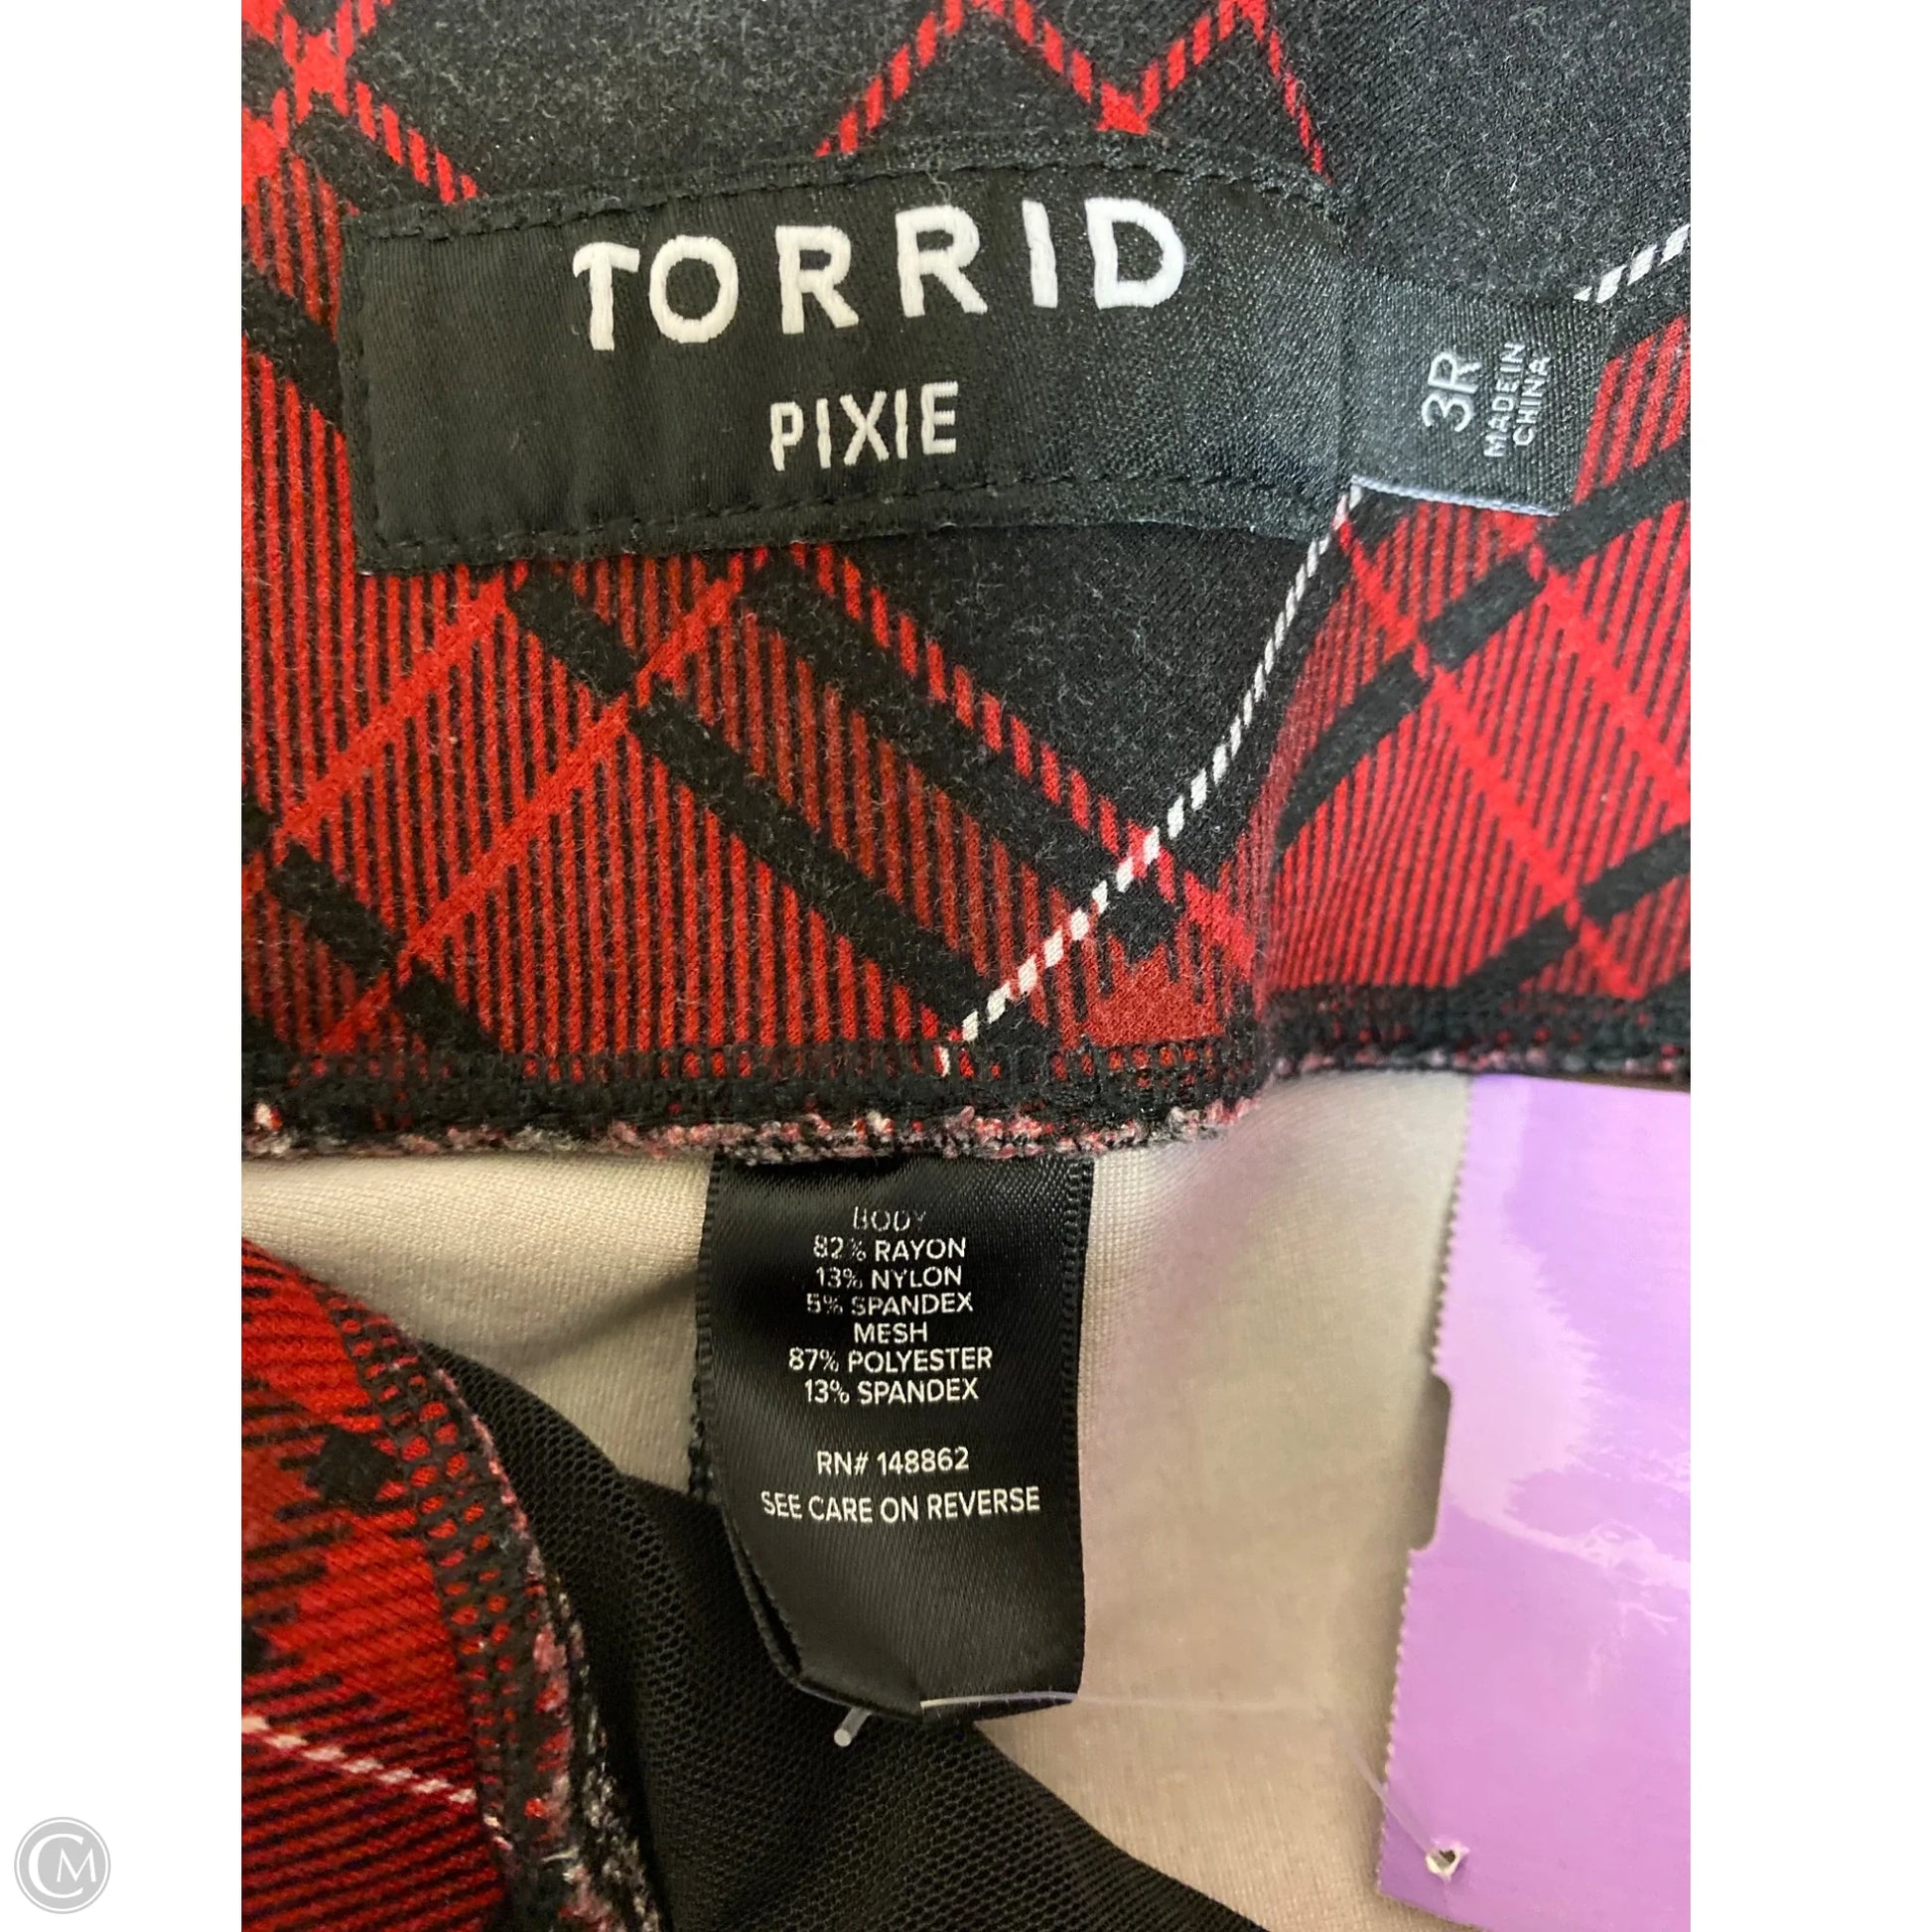 TORRID
PIXIE
3R
MADE IN
CHINA
BODY
82% RAYON
13% NYLON
5% SPANDEX
MESH
87% POLYESTER
13% SPANDEX
RN# 148862
SEE CARE ON REVERSE
CM